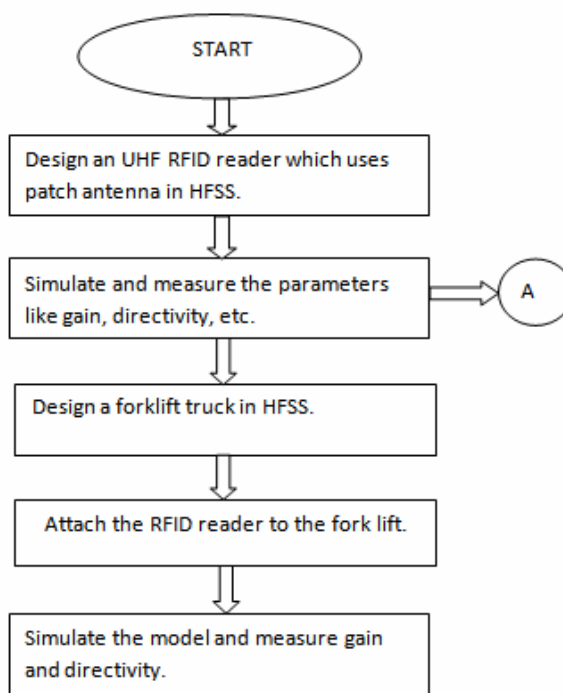 START
Design an UHF RFID reader which uses
patch antenna in HFSS.
Simulate and measure the parameters
like gain, directivity, etc.
A
Design a forklift truck in HFSS.
Attach the RFID reader to the fork lift.
Simulate the model and measure gain
and directivity.